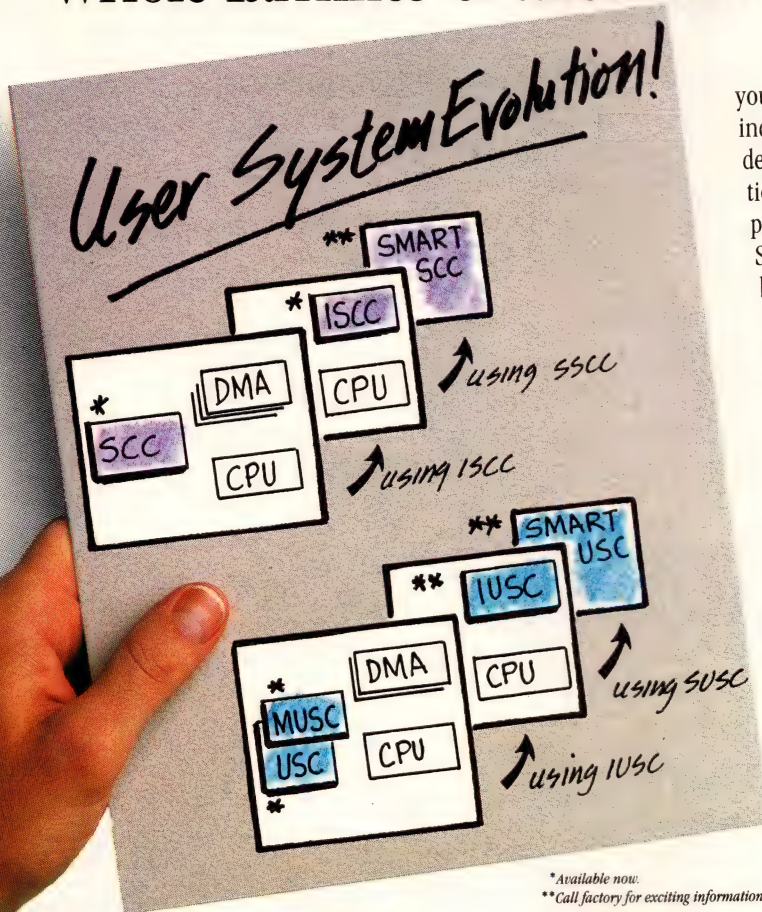 User System Evolution!
** SMART
SCC
* ISCC
DMA
CPU
using SSCC
*
SCC
CPU
using ISCC
** SMART
USC
** IUSC
DMA
CPU
using SUSC
*
MUSC
USC
*
CPU
using IUSC
*Available now.
**Call factory for exciting information